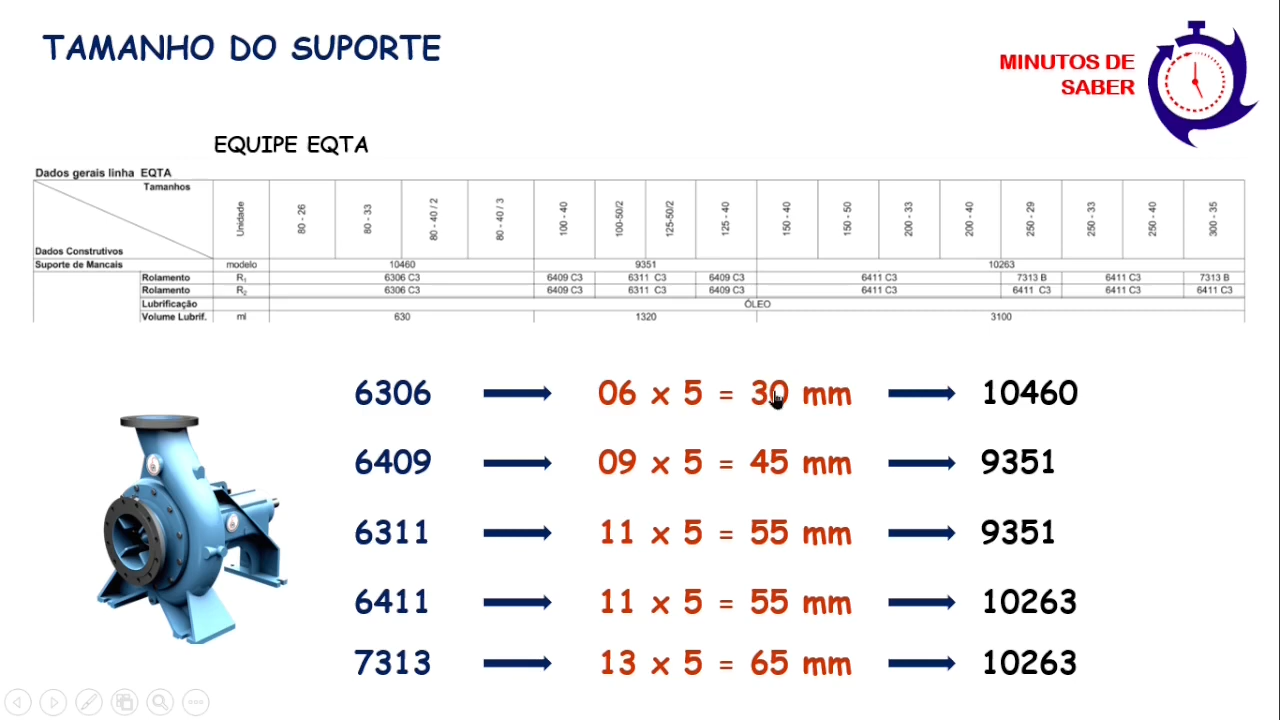 TAMANHO DO SUPORTE
MINUTOS DE
SABER
EQUIPE EQTA
Dados gerais linha EQTA
Tamanhos
Unidade 80 - 26 80 - 33 80 - 40 / 2 80 - 40 / 3 100 - 40 100-50/2 125-50/2 125 - 40 150 - 40 150 - 50 200 - 33 200 - 40 250 - 29 250 - 33 250 - 40 300 - 35
Dados Construtivos
Suporte de Mancais modelo 10460 9351 10263
Rolamento R1 6306 C3 6409 C3 6311 C3 6409 C3 6411 C3 7313 B 6411 C3 7313 B
Rolamento R2 6306 C3 6409 C3 6311 C3 6409 C3 6411 C3 6411 C3 6411 C3 6411 C3
Lubrificação ÓLEO
Volume Lubrif. ml 630 1320 3100
6306 06 x 5 = 30 mm 10460
6409 09 x 5 = 45 mm 9351
6311 11 x 5 = 55 mm 9351
6411 11 x 5 = 55 mm 10263
7313 13 x 5 = 65 mm 10263